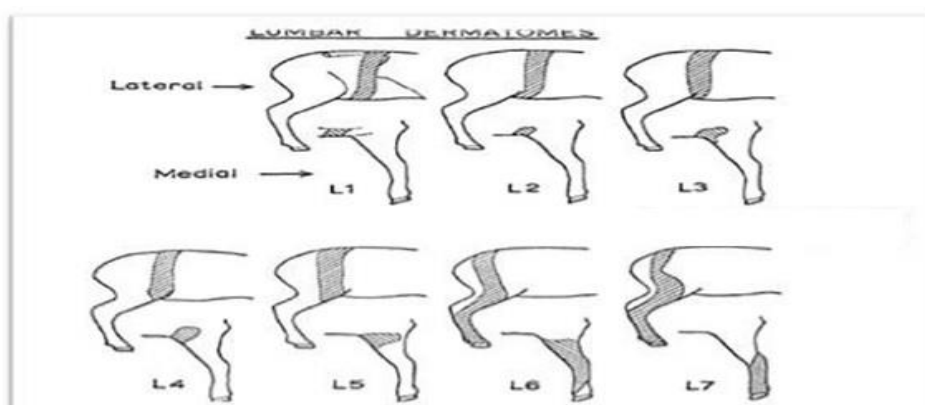 LUMBAR DERMATOMES
Lateral
Medial
L1 L2 L3
L4 L5 L6 L7